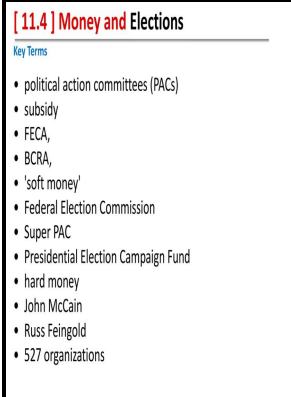 [ 11.4 ] Money and Elections
Key Terms
• political action committees (PACs)
• subsidy
• FECA,
• BCRA,
• 'soft money'
• Federal Election Commission
• Super PAC
• Presidential Election Campaign Fund
• hard money
• John McCain
• Russ Feingold
• 527 organizations